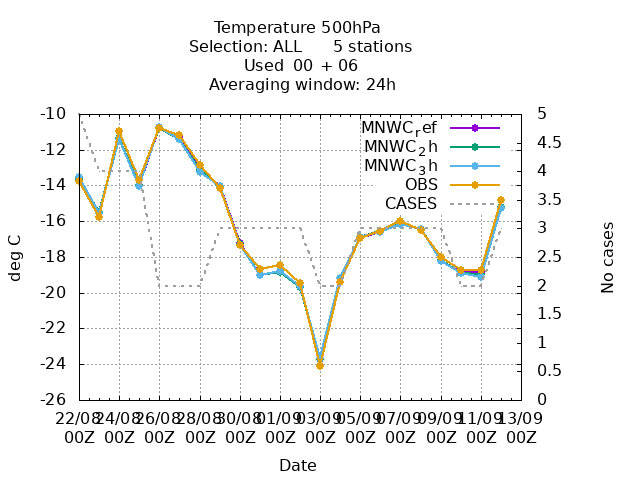 Temperature 500hPa
Selection: ALL 5 stations
Used 00 + 06
Averaging window: 24h
-10 5
MNWC_ref
4.5
-12 MNWC_2h
MNWC_3h 4
-14 OBS
3.5
CASES
-16 3
deg C -18 2.5 No cases
-20 2
1.5
-22
1
-24 0.5
-26 0
22/08 24/08 26/08 28/08 30/08 01/09 03/09 05/09 07/09 09/09 11/09 13/09
00Z 00Z 00Z 00Z 00Z 00Z 00Z 00Z 00Z 00Z 00Z 00Z
Date